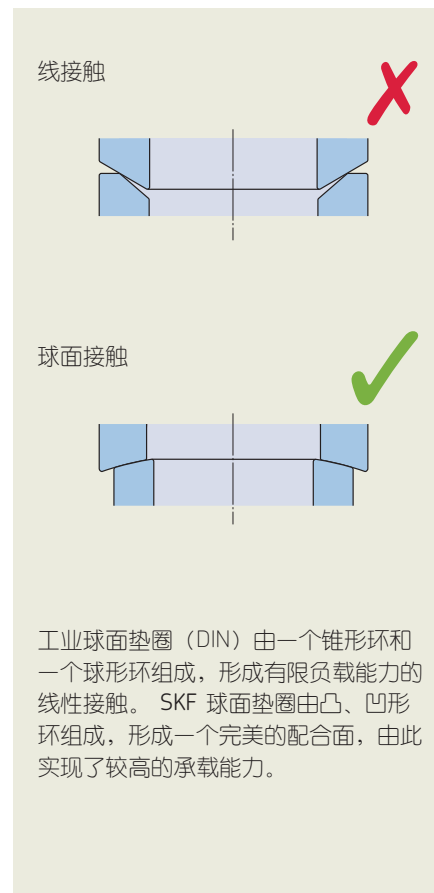 线接触
球面接触
工业球面垫圈（DIN）由一个锥形环和
一个球形环组成，形成有限负载能力的
线性接触。 SKF 球面垫圈由凸、凹形
环组成，形成一个完美的配合面，由此
实现了较高的承载能力。